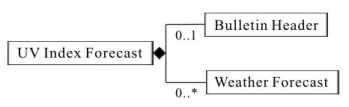 Bulletin Header
0..1
UV Index Forecast
Weather Forecast
0..*